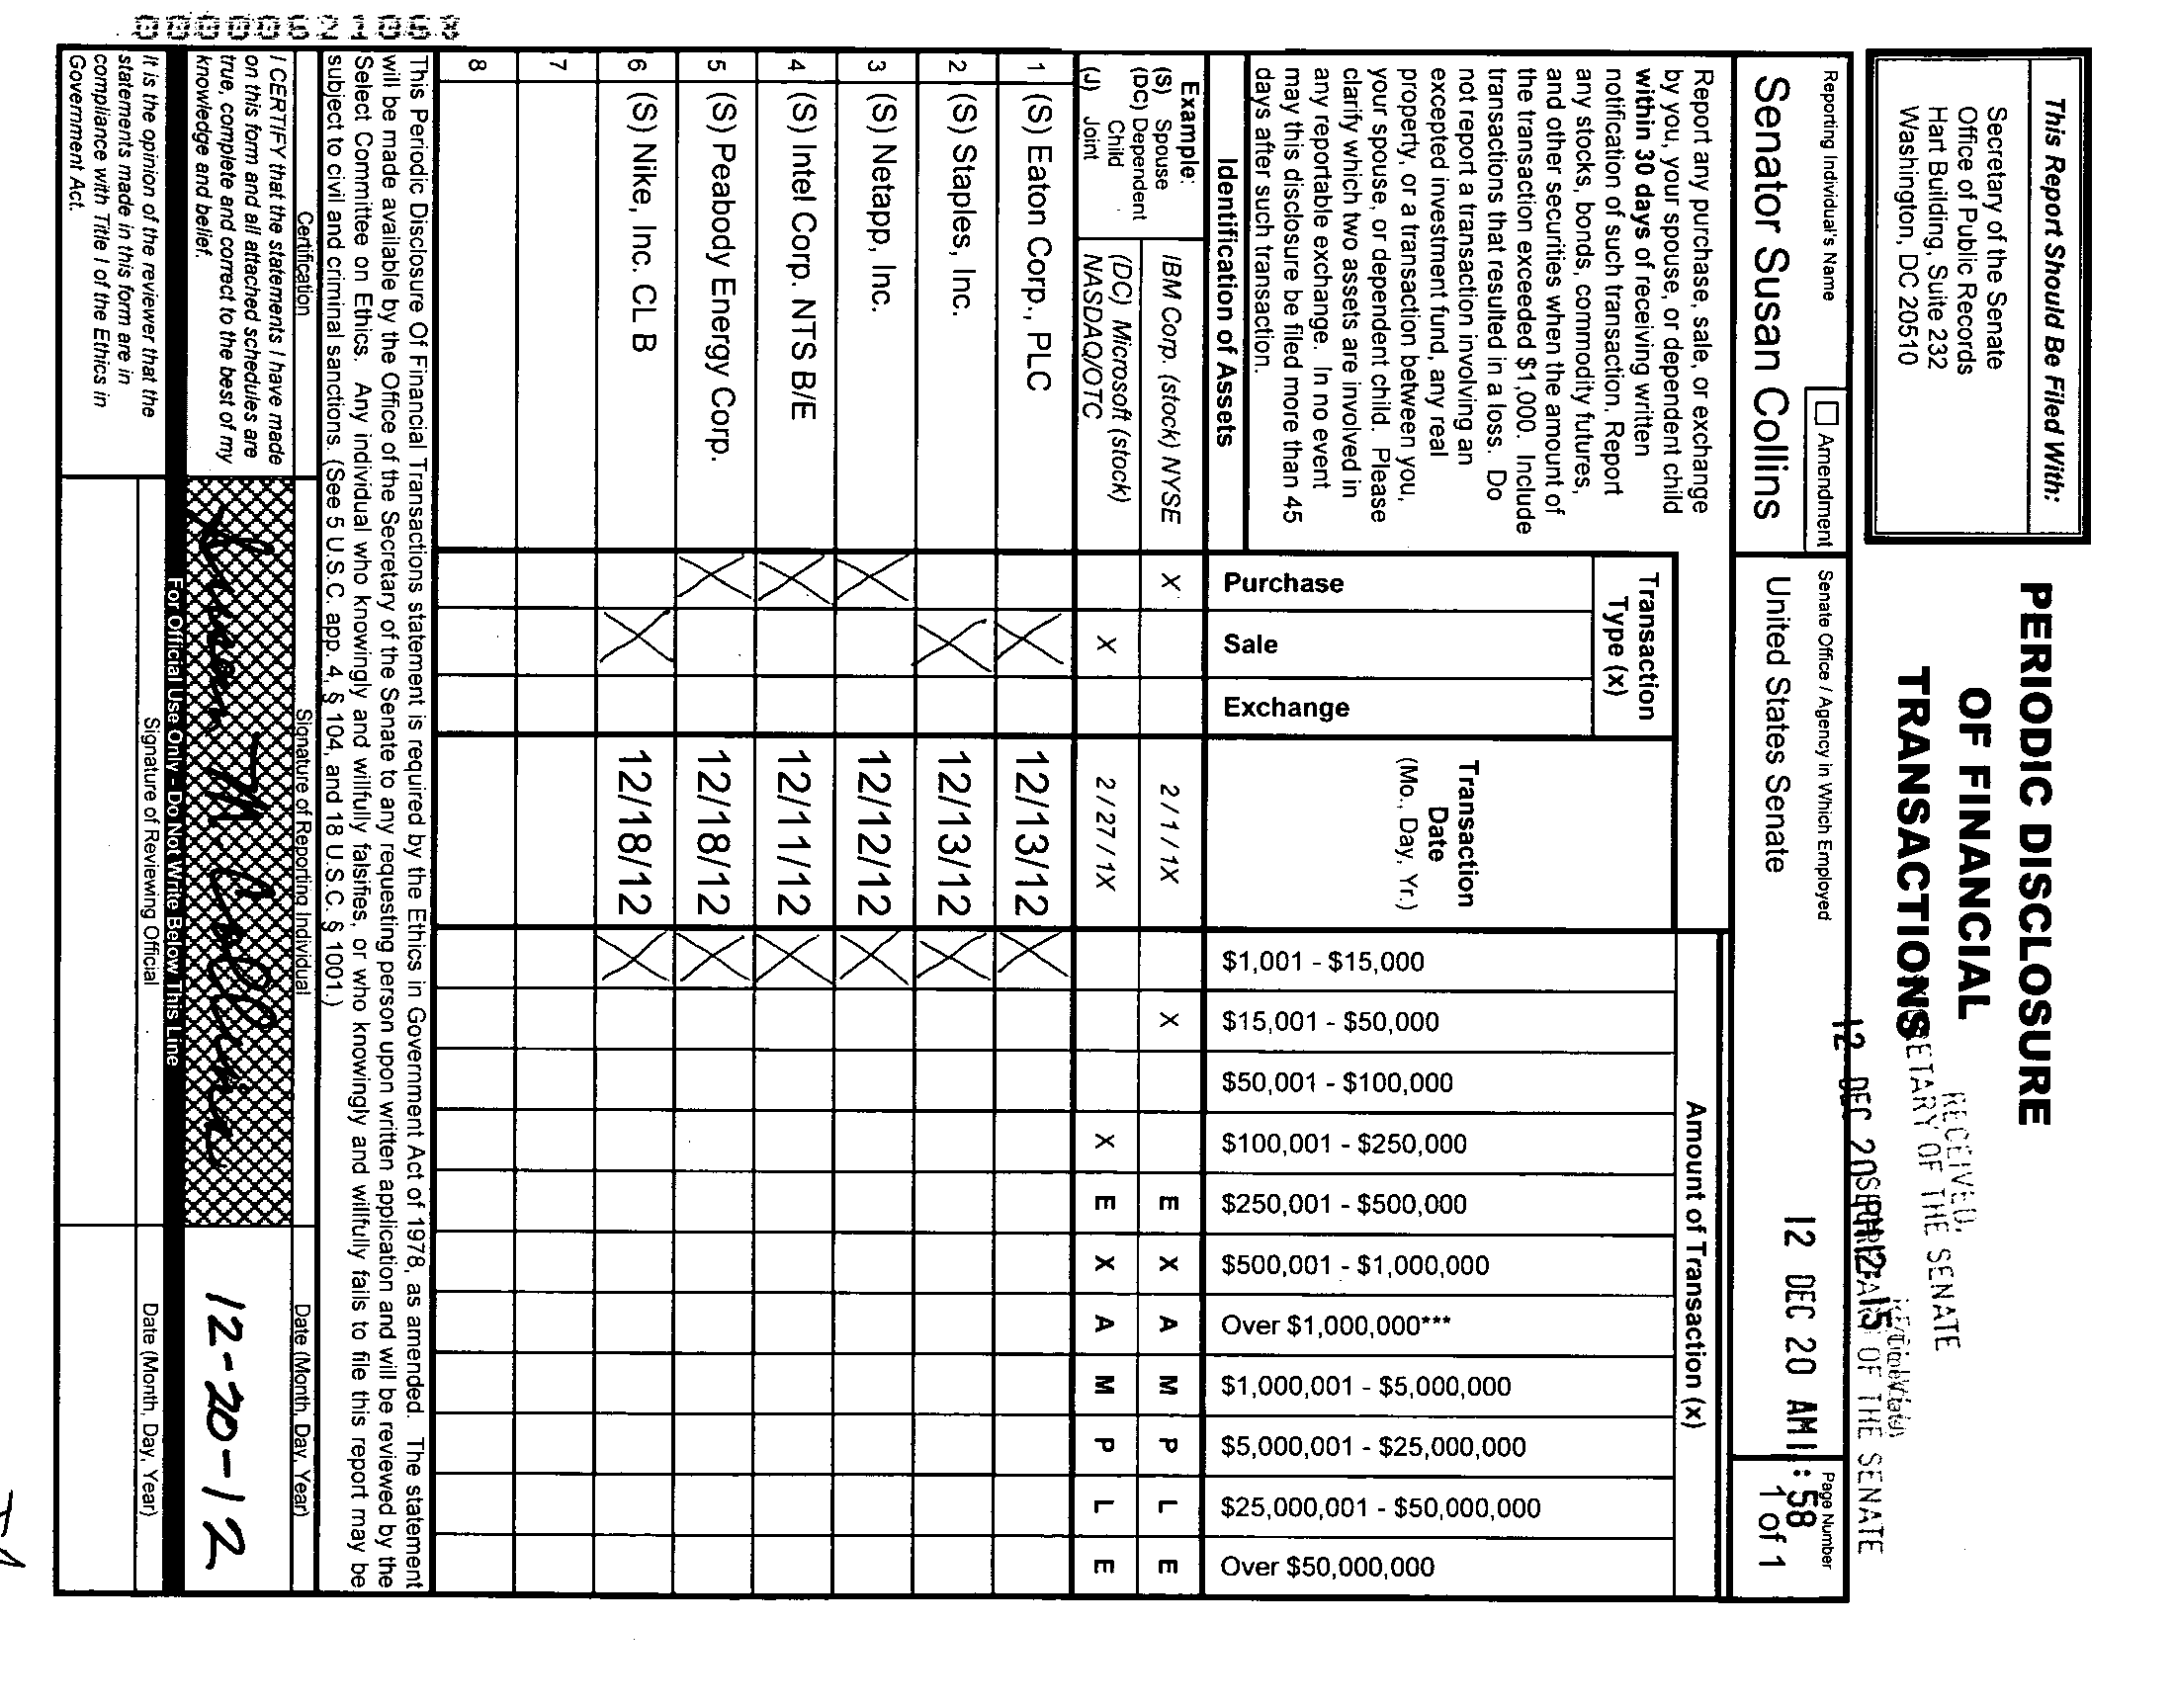 This Report Should Be Filed With:
Secretary of the Senate
Office of Public Records
Hart Building, Suite 232
Washington, DC 20510
PERIODIC DISCLOSURE
OF FINANCIAL
TRANSACTIONS
RECEIVED
SECRETARY OF THE SENATE
12 DEC 20 PM 12:15
12 DEC 20 AM 11:58
Reporting Individual's Name
Amendment
Senator Susan Collins
Senate Office / Agency in Which Employed
United States Senate
Page Number
1 of 1
Report any purchase, sale, or exchange
by you, your spouse, or dependent child
within 30 days of receiving written
notification of such transaction. Report
any stocks, bonds, commodity futures,
and other securities when the amount of
the transaction exceeded $1,000. Include
transactions that resulted in a loss. Do
not report a transaction involving an
excepted investment fund, any real
property, or a transaction between you,
your spouse, or dependent child. Please
clarify which two assets are involved in
any reportable exchange. In no event
may this disclosure be filed more than 45
days after such transaction.
Transaction
Type (x)
Transaction
Date
(Mo., Day, Yr.)
Amount of Transaction (x)
Identification of Assets
Purchase
Sale
Exchange
$1,001 - $15,000
$15,001 - $50,000
$50,001 - $100,000
$100,001 - $250,000
$250,001 - $500,000
$500,001 - $1,000,000
Over $1,000,000***
$1,000,001 - $5,000,000
$5,000,001 - $25,000,000
$25,000,001 - $50,000,000
Over $50,000,000
Example:
(S) Spouse
(DC) Dependent
Child
(J) Joint
IBM Corp. (stock) NYSE X 2 / 1 / 1X X E X A M P L E
(DC) Microsoft (stock)
NASDAQ/OTC X 2 / 27 / 1X X E X A M P L E
1 (S) Eaton Corp., PLC X 12/13/12 X
2 (S) Staples, Inc. X 12/13/12 X
3 (S) Netapp, Inc. X 12/12/12 X
4 (S) Intel Corp. NTS B/E X 12/11/12 X
5 (S) Peabody Energy Corp. X 12/18/12 X
6 (S) Nike, Inc. CL B X 12/18/12 X
7
8
This Periodic Disclosure Of Financial Transactions statement is required by the Ethics in Government Act of 1978, as amended. The statement
will be made available by the Office of the Secretary of the Senate to any requesting person upon written application and will be reviewed by the
Select Committee on Ethics. Any individual who knowingly and willfully falsifies, or who knowingly and willfully fails to file this report may be
subject to civil and criminal sanctions. (See 5 U.S.C. app. 4, § 104, and 18 U.S.C. § 1001.)
Certification
Signature of Reporting Individual
Date (Month, Day, Year)
I CERTIFY that the statements I have made
on this form and all attached schedules are
true, complete and correct to the best of my
knowledge and belief.
Susan M Collins
12-20-12
For Official Use Only - Do Not Write Below This Line
It is the opinion of the reviewer that the
statements made in this form are in
compliance with Title I of the Ethics in
Government Act.
Signature of Reviewing Official
Date (Month, Day, Year)